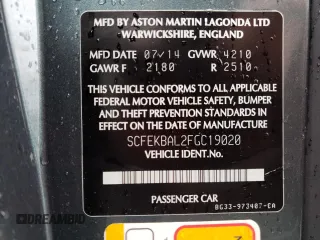 MFG BY ASTON MARTIN LAGONDA LTD
WARWICKSHIRE, ENGLAND
MFD DATE 07/14 GVWR 4210
GAWR F 2180 R 2510
THIS VEHICLE CONFORMS TO ALL APPLICABLE
FEDERAL MOTOR VEHICLE SAFETY, BUMPER
AND THEFT PREVENTION STANDARDS
IN EFFECT ON THE DATE OF MANUFACTURE
SCFEKBAL2FGC19020
VEHICLE IDENT.No.
PASSENGER CAR
8G33-973407-EA
DREAMBID